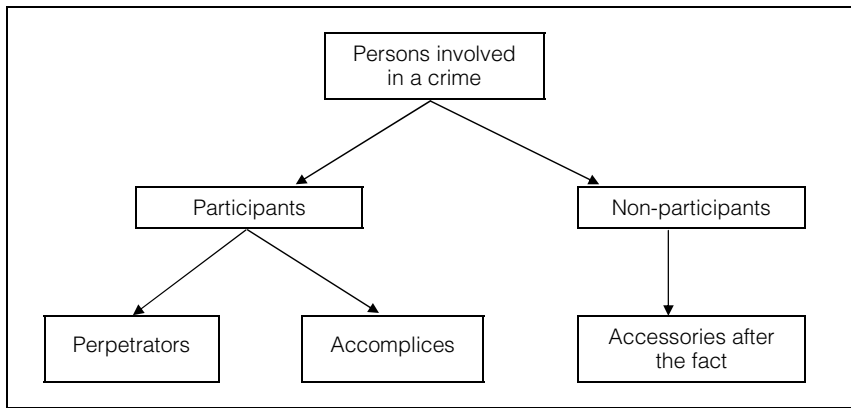 Persons involved
in a crime
Participants
Non-participants
Perpetrators
Accomplices
Accessories after
the fact